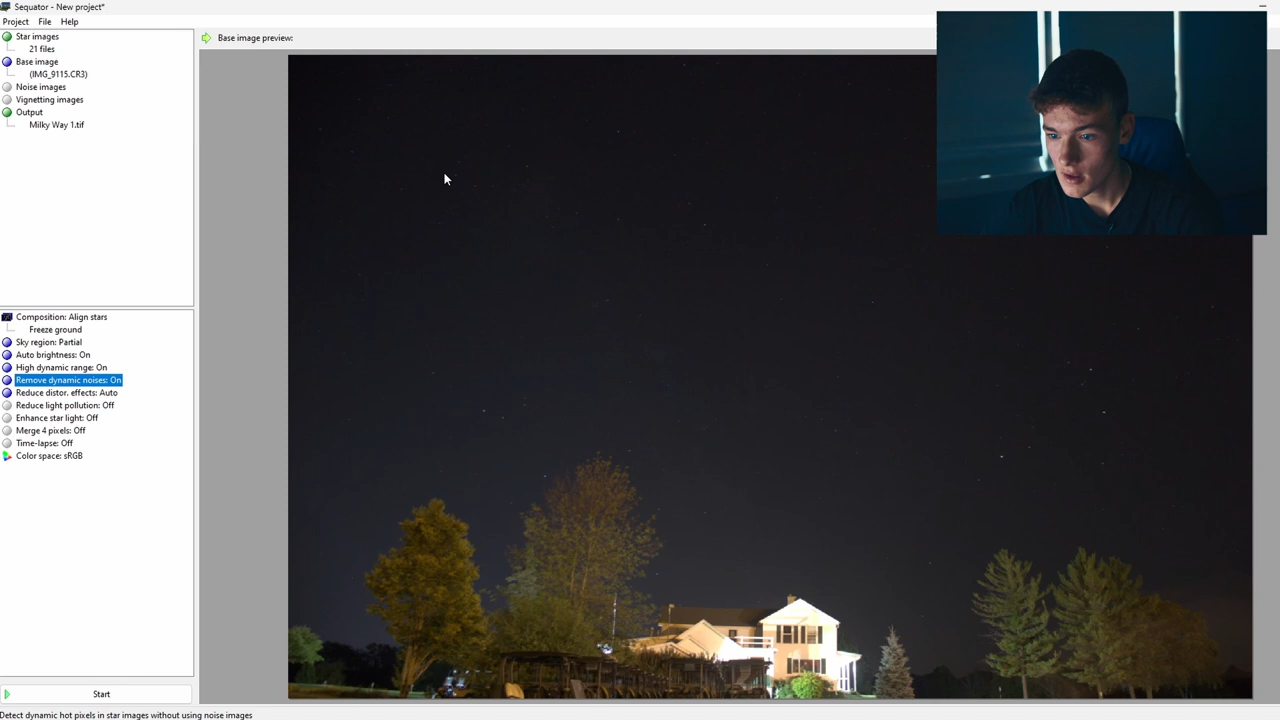 Sequator - New project*
Project File Help
Star images
21 files
Base image
(IMG_9115.CR3)
Noise images
Vignetting images
Output
Milky Way 1.tif
Base image preview:
Composition: Align stars
Freeze ground
Sky region: Partial
Auto brightness: On
High dynamic range: On
Remove dynamic noises: On
Reduce distor. effects: Auto
Reduce light pollution: Off
Enhance star light: Off
Merge 4 pixels: Off
Time-lapse: Off
Color space: sRGB
Start
Detect dynamic hot pixels in star images without using noise images